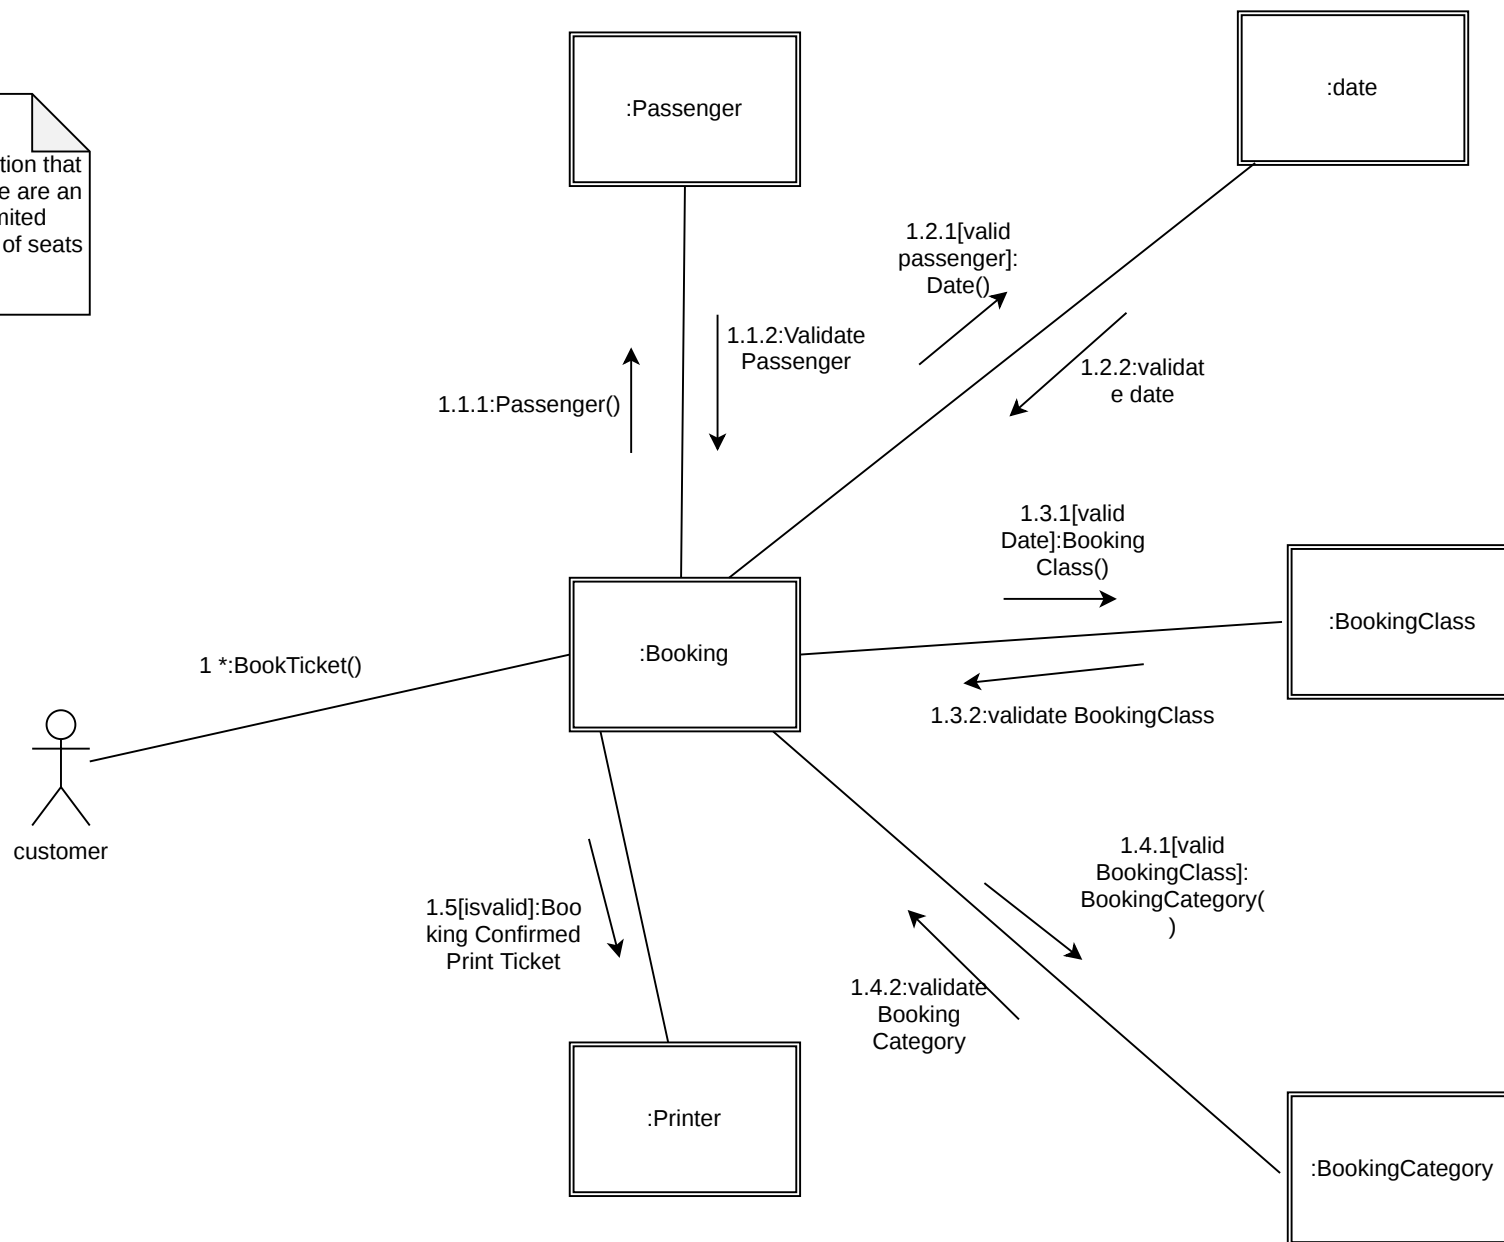 :Passenger
:date
tion that
e are an
mited
of seats
1.2.1[valid
passenger]:
Date()
1.1.2:Validate
Passenger
1.2.2:validat
e date
1.1.1:Passenger()
1.3.1[valid
Date]:Booking
Class()
:BookingClass
:Booking
1 *:BookTicket()
1.3.2:validate BookingClass
customer
1.4.1[valid
BookingClass]:
BookingCategory(
)
1.5[isvalid]:Boo
king Confirmed
Print Ticket
1.4.2:validate
Booking
Category
:Printer
:BookingCategory